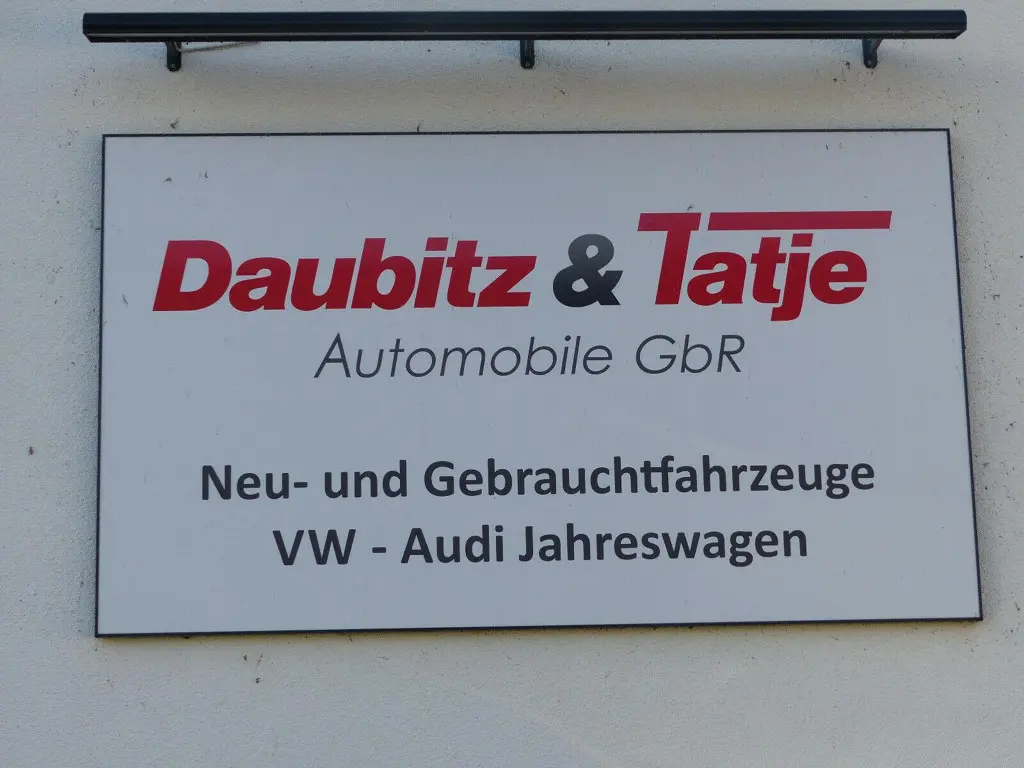 Daubitz & Tatje
Automobile GbR
Neu- und Gebrauchtfahrzeuge
VW - Audi Jahreswagen